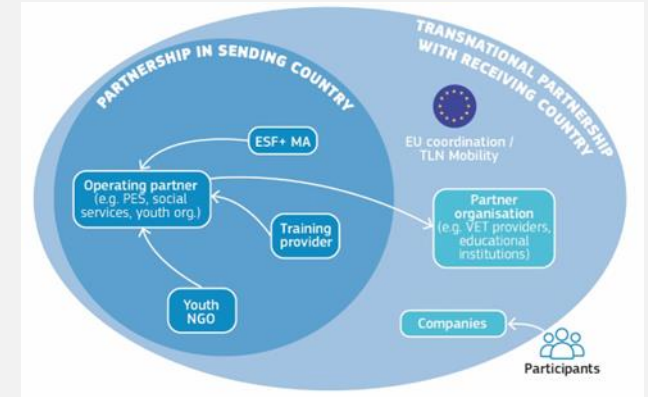 PARTNERSHIP IN SENDING COUNTRY
TRANSNATIONAL PARTNERSHIP
WITH RECEIVING COUNTRY
ESF+ MA
EU coordination /
TLN Mobility
Operating partner
(e.g. PES, social
services, youth org.)
Training
provider
Partner
organisation
(e.g. VET providers,
educational
institutions)
Youth
NGO
Companies
Participants